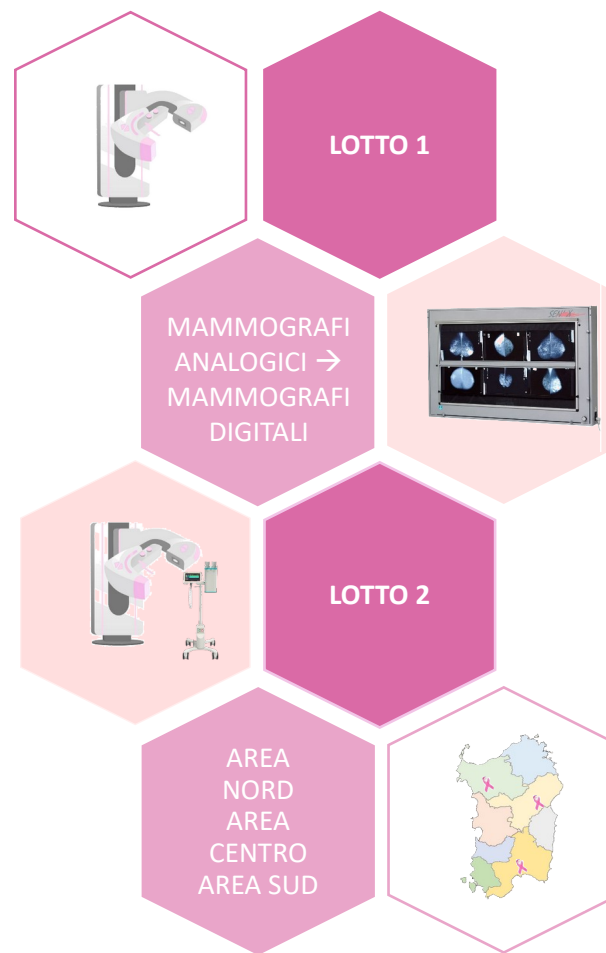 LOTTO 1
MAMMOGRAFI
ANALOGICI →
MAMMOGRAFI
DIGITALI
LOTTO 2
AREA
NORD
AREA
CENTRO
AREA SUD